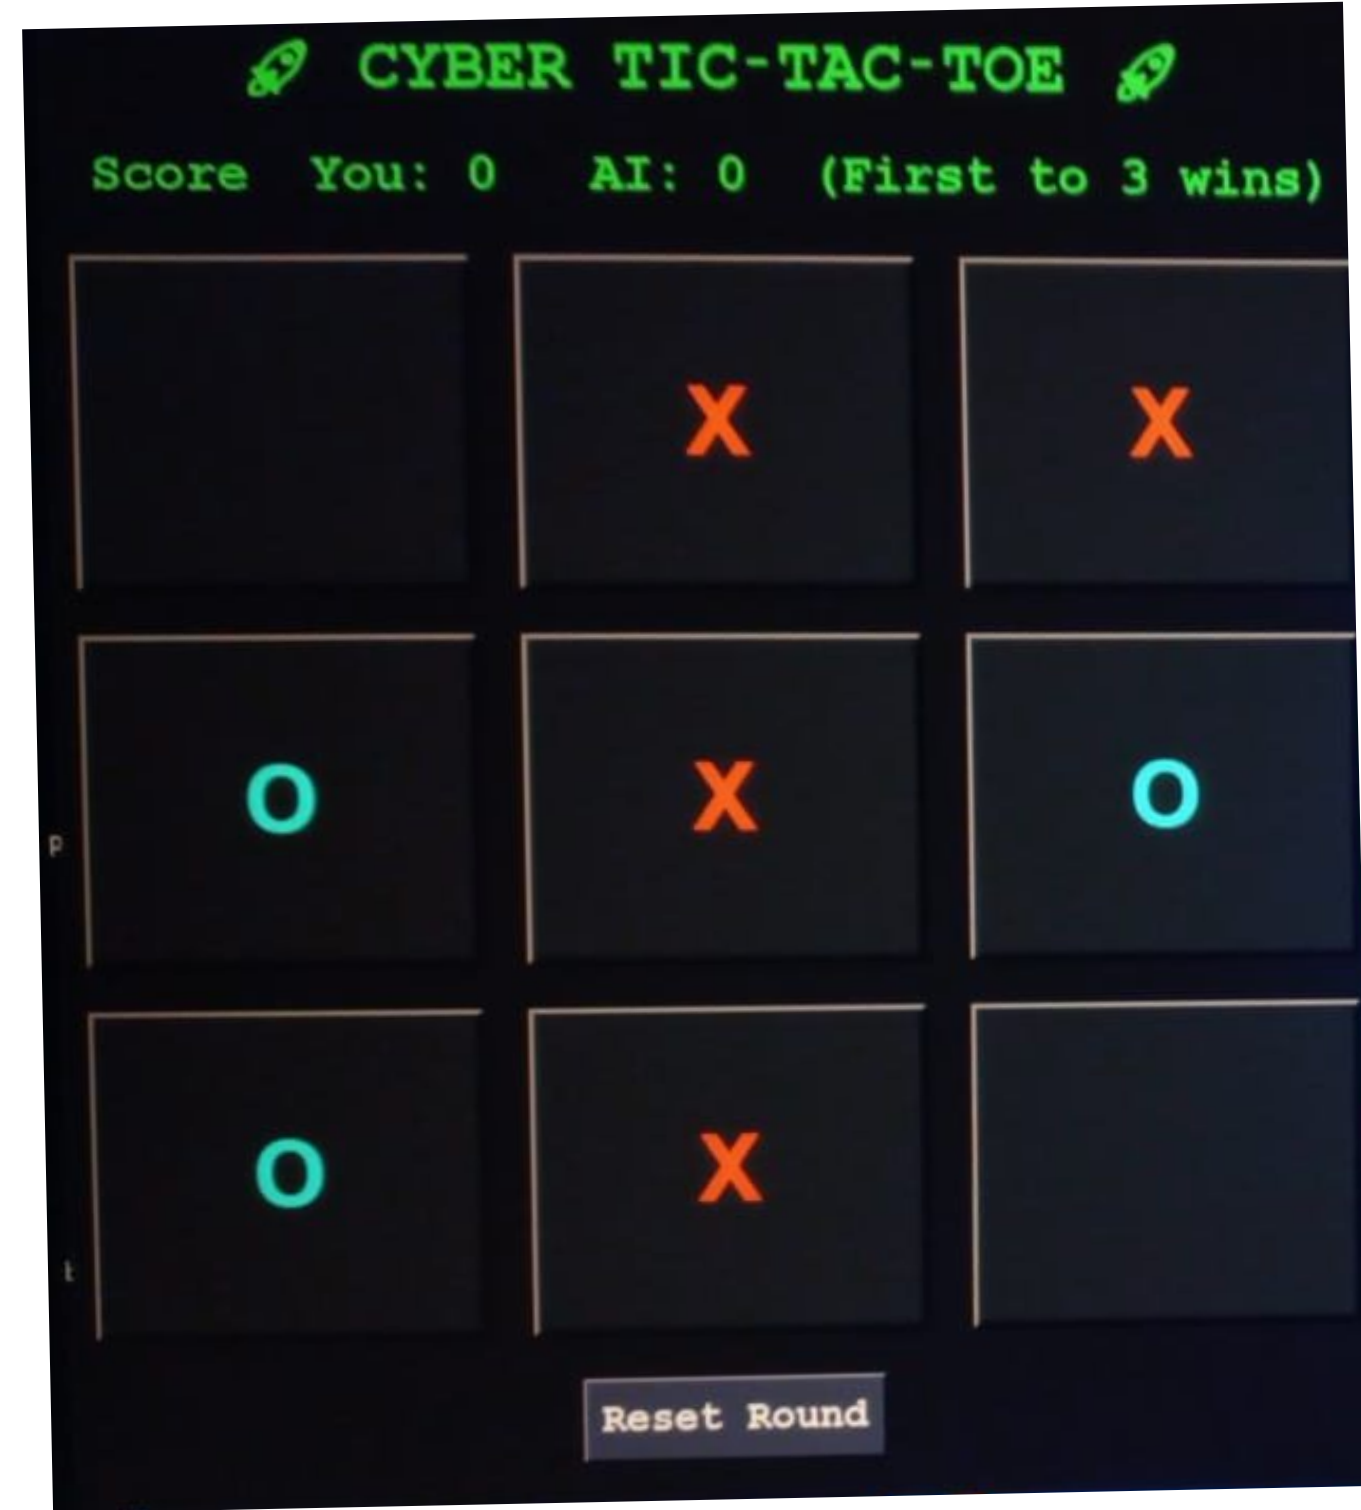 🚀 CYBER TIC-TAC-TOE 🚀
Score You: 0 AI: 0 (First to 3 wins)
X X
O X O
p
O X
t
Reset Round